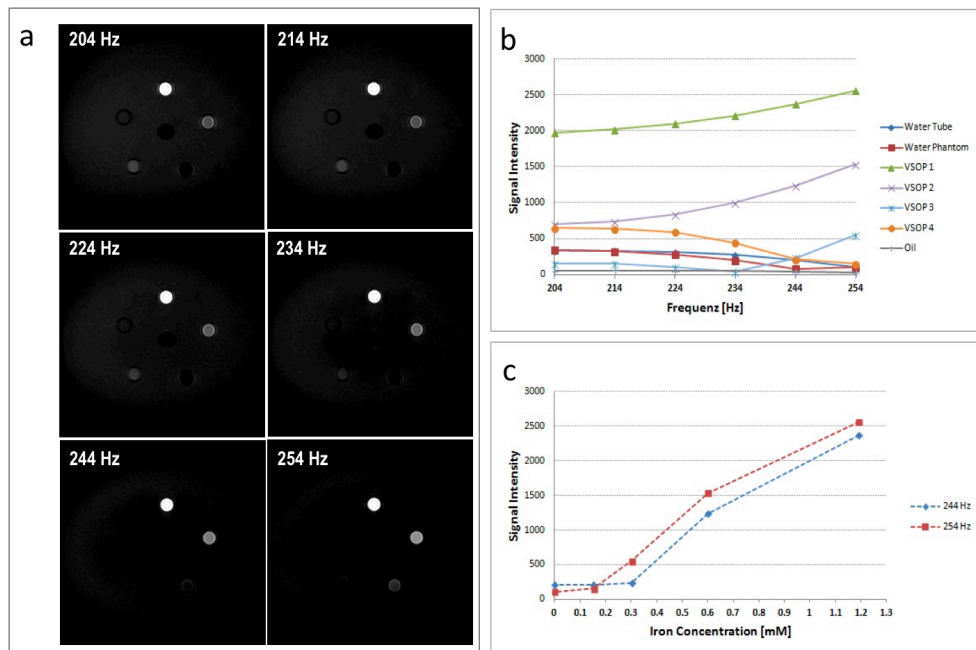 a
204 Hz
214 Hz
224 Hz
234 Hz
244 Hz
254 Hz
b
3000
2500
2000
1500
1000
500
0
Signal Intensity
204
214
224
234
244
254
Frequenz [Hz]
Water Tube
Water Phantom
VSOP 1
VSOP 2
VSOP 3
VSOP 4
Oil
c
3000
2500
2000
1500
1000
500
0
Signal Intensity
0
0.1
0.2
0.3
0.4
0.5
0.6
0.7
0.8
0.9
1
1.1
1.2
1.3
Iron Concentration [mM]
244 Hz
254 Hz